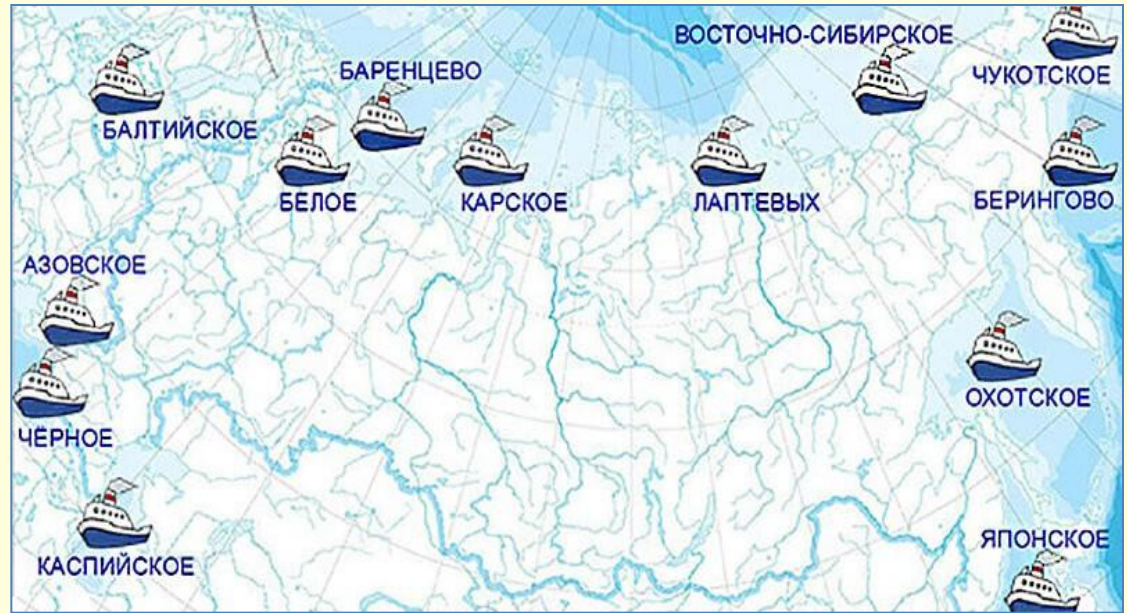 ВОСТОЧНО-СИБИРСКОЕ
БАРЕНЦЕВО
ЧУКОТСКОЕ
БАЛТИЙСКОЕ
БЕЛОЕ
КАРСКОЕ
ЛАПТЕВЫХ
БЕРИНГОВО
АЗОВСКОЕ
ОХОТСКОЕ
ЧЁРНОЕ
ЯПОНСКОЕ
КАСПИЙСКОЕ